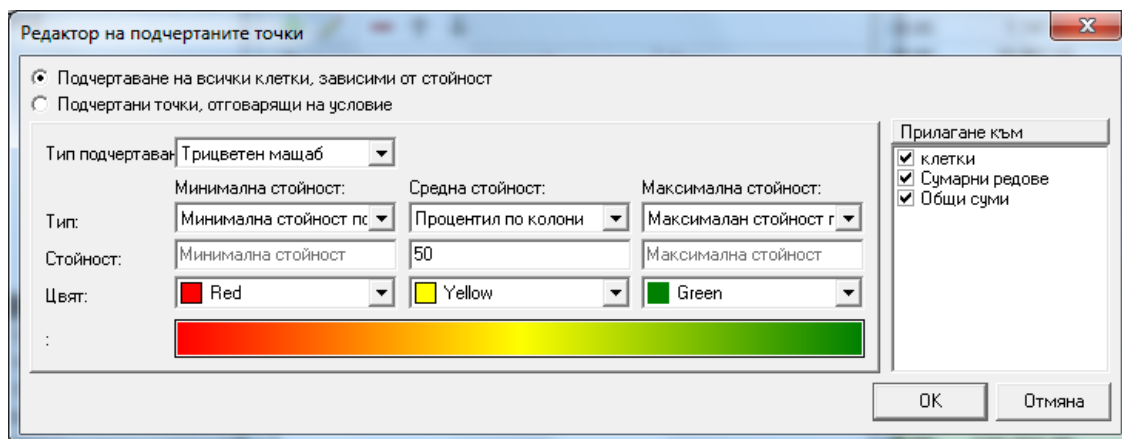 Редактор на подчертаните точки
Подчертаване на всички клетки, зависими от стойност
Подчертани точки, отговарящи на условие
Прилагане към
Тип подчертаван Трицветен мащаб
клетки
Сумарни редове
Общи суми
Минимална стойност: Средна стойност: Максимална стойност:
Тип: Минимална стойност по Процентил по колони Максималан стойност г
Стойност: Минимална стойност 50 Максимална стойност
Цвят: Red Yellow Green
:
OK Отмяна